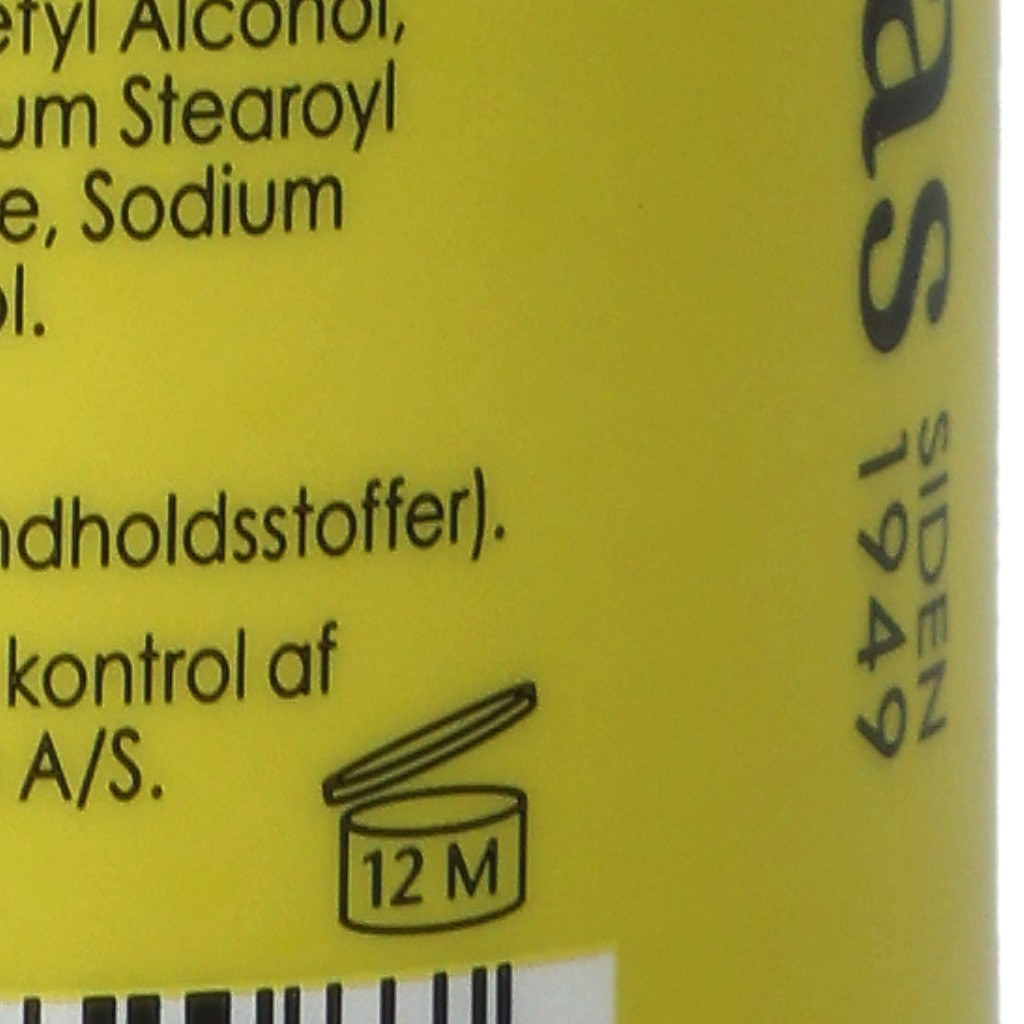 etyl Alcohol,
um Stearoyl
e, Sodium
ol.
ndholdsstoffer).
kontrol af
A/S.
12 M
as
SIDEN
1949